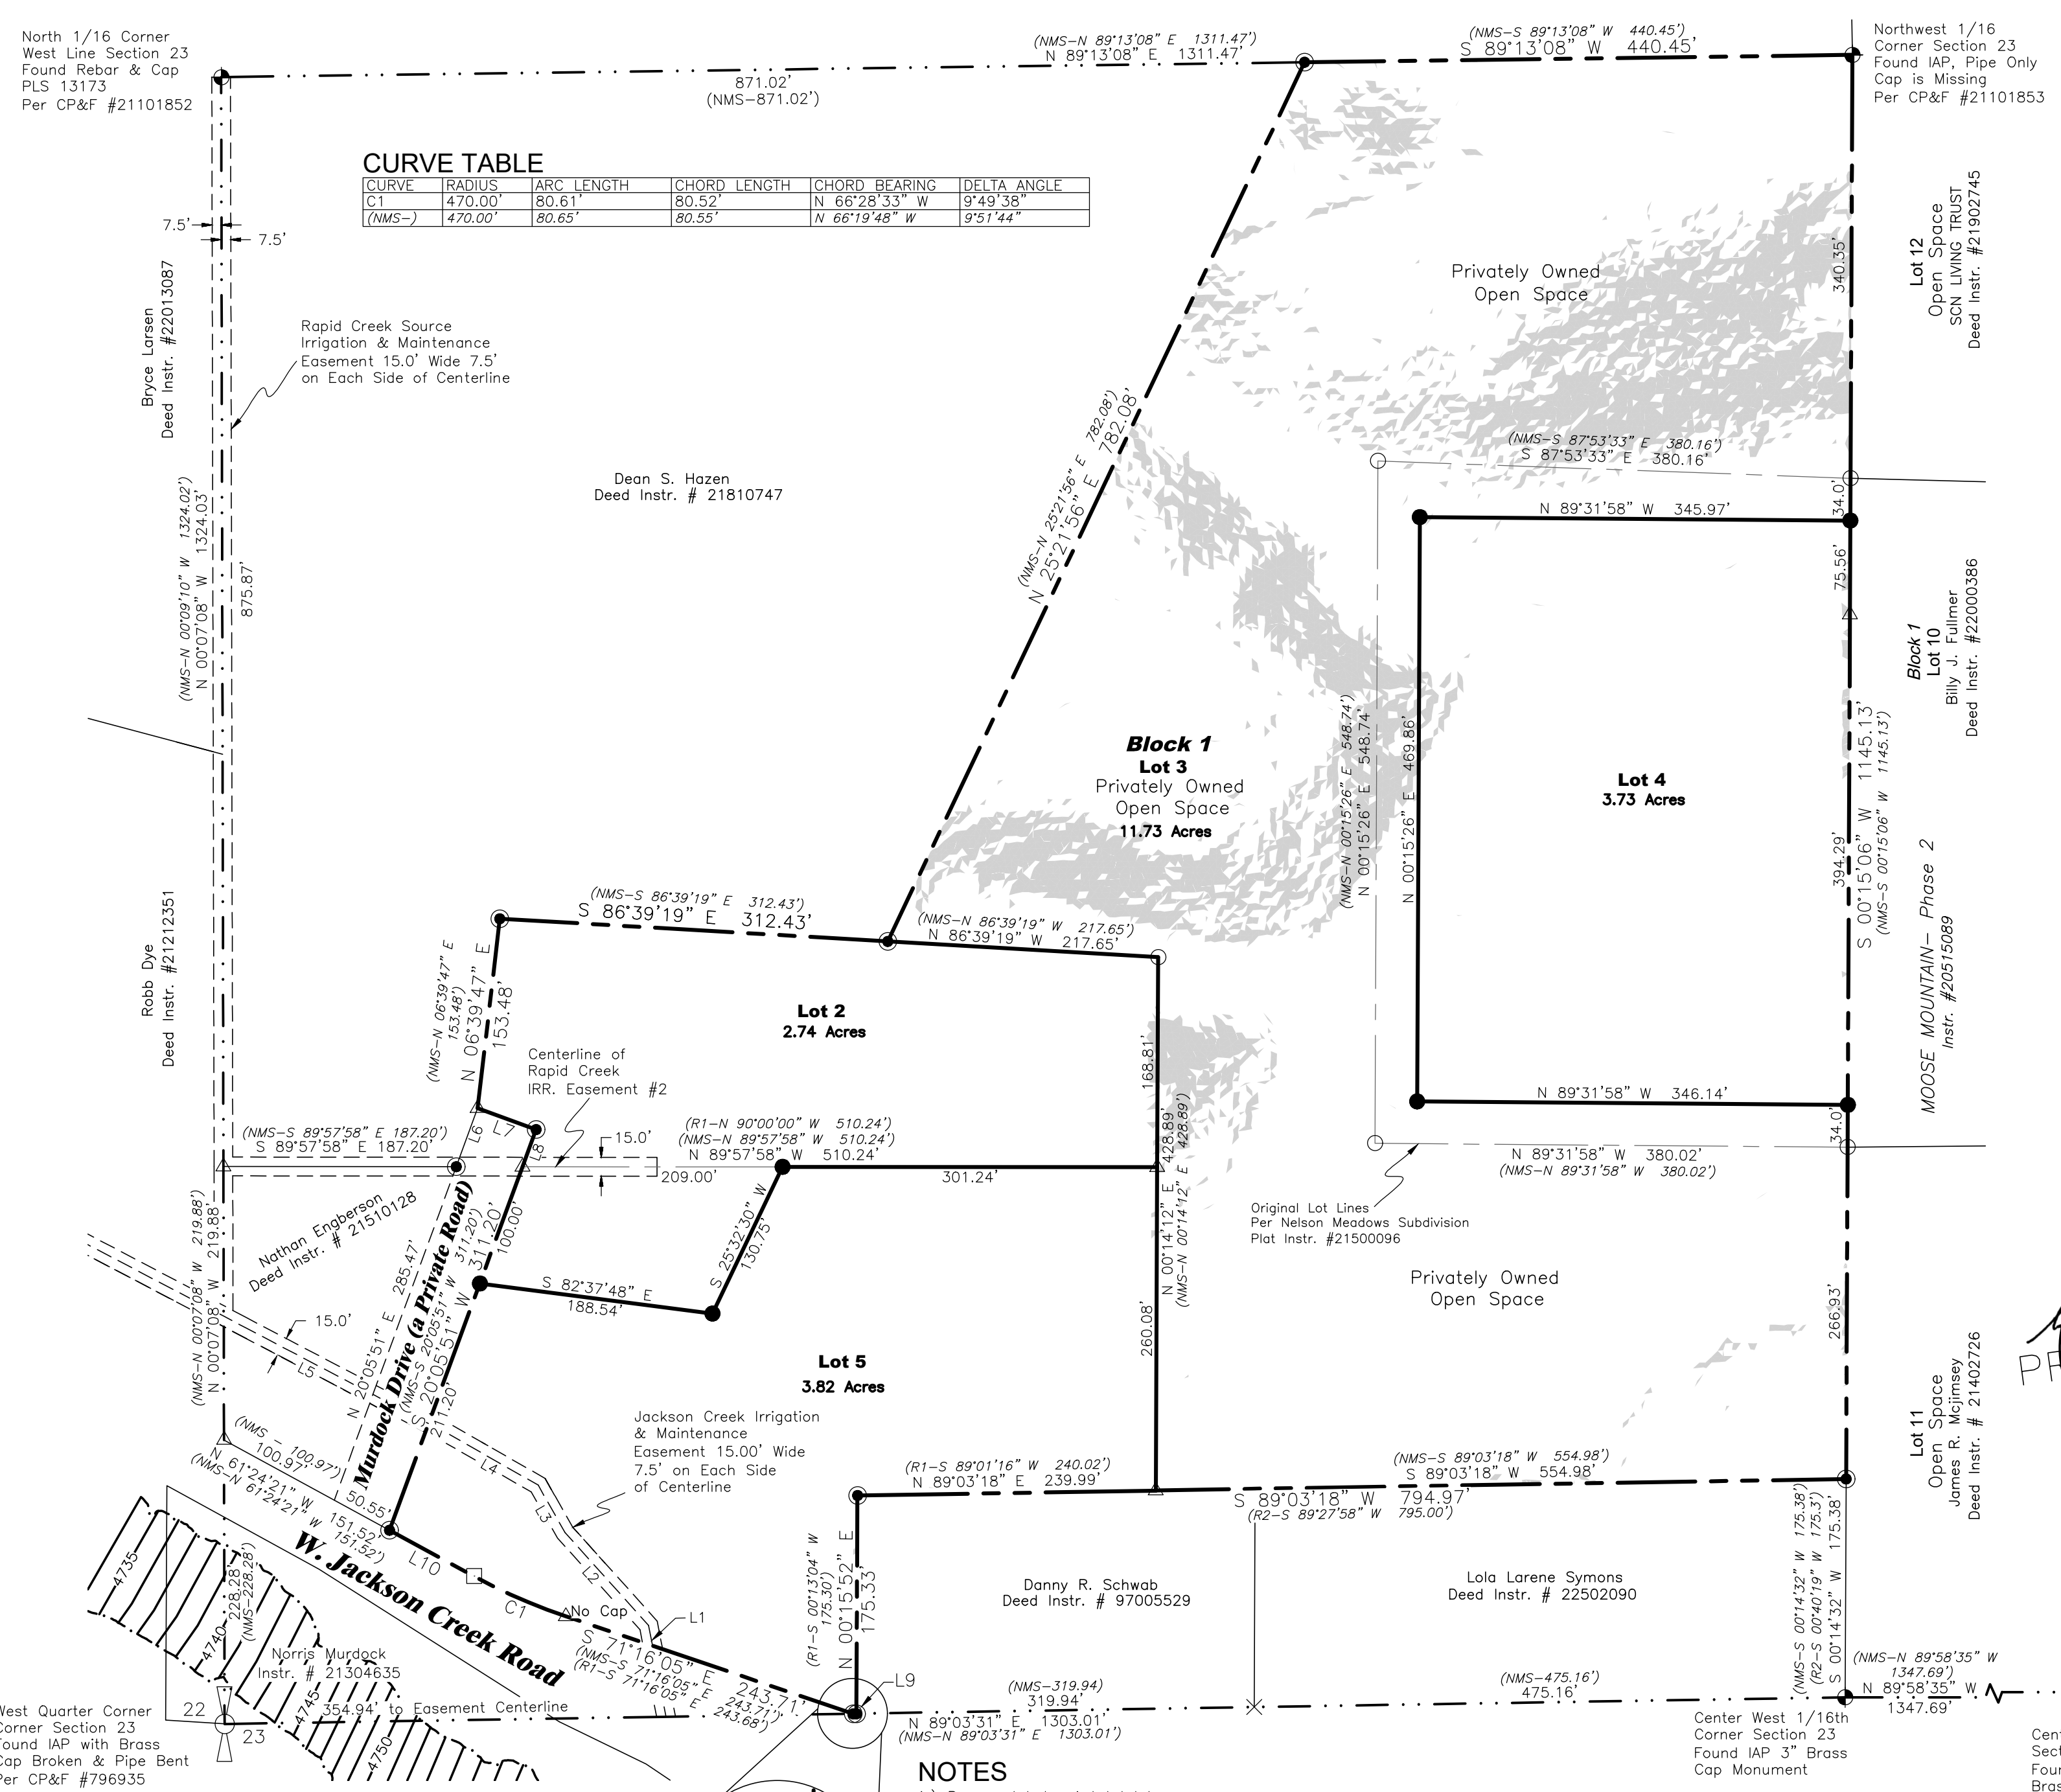 North 1/16 Corner
West Line Section 23
Found Rebar & Cap
PLS 13173
Per CP&F #21101852
(NMS-N 89°13'08" E 1311.47')
N 89°13'08" E 1311.47'
871.02'
(NMS-871.02')
(NMS-S 89°13'08" W 440.45')
S 89°13'08" W 440.45'
Northwest 1/16
Corner Section 23
Found IAP, Pipe Only
Cap is Missing
Per CP&F #21101853
CURVE TABLE
CURVE RADIUS ARC LENGTH CHORD LENGTH CHORD BEARING DELTA ANGLE
C1 470.00' 80.61' 80.52' N 66°28'33" W 9°49'38"
(NMS-) 470.00' 80.65' 80.55' N 66°19'48" W 9°51'44"
7.5'
7.5'
Bryce Larsen
Deed Instr. #22013087
Rapid Creek Source
Irrigation & Maintenance
Easement 15.0' Wide 7.5'
on Each Side of Centerline
Privately Owned
Open Space
340.35'
Lot 12
Open Space
SCN LIVING TRUST
Deed Instr. #21902745
Dean S. Hazen
Deed Instr. # 21810747
(NMS-N 25°21'56" E 782.08')
N 25°21'56" E 782.08'
(NMS-S 87°53'33" E 380.16')
S 87°53'33" E 380.16'
34.0'
N 89°31'58" W 345.97'
75.56'
(NMS-N 00°09'10" W 1324.02')
N 00°07'08" W 1324.03'
875.87'
Block 1
Lot 10
Billy J. Fullmer
Deed Instr. #22000386
Block 1
Lot 3
Privately Owned
Open Space
11.73 Acres
(NMS-N 00°15'26" E 548.74')
N 00°15'26" E 548.74'
N 00°15'26" E 469.86'
Lot 4
3.73 Acres
394.29'
S 00°15'06" W 1145.13'
(NMS-S 00°15'06" W 1145.13')
MOOSE MOUNTAIN- Phase 2
Instr. #20515089
Robb Dye
Deed Instr. #21212351
(NMS-S 86°39'19" E 312.43')
S 86°39'19" E 312.43'
(NMS-N 86°39'19" W 217.65')
N 86°39'19" W 217.65'
(NMS-N 06°39'47" E
153.48')
N 06°39'47" E
153.48'
Lot 2
2.74 Acres
Centerline of
Rapid Creek
IRR. Easement #2
168.81'
N 89°31'58" W 346.14'
34.0'
(NMS-S 89°57'58" E 187.20')
S 89°57'58" E 187.20'
L6
L7
L8
15.0'
(R1-N 90°00'00" W 510.24')
(NMS-N 89°57'58" W 510.24')
N 89°57'58" W 510.24'
209.00'
301.24'
N 89°31'58" W 380.02'
(NMS-N 89°31'58" W 380.02')
N 00°14'12" E 428.89'
(NMS-N 00°14'12" E 428.89')
Original Lot Lines
Per Nelson Meadows Subdivision
Plat Instr. #21500096
Nathan Engberson
Deed Instr. # 21510128
(NMS-N 00°07'08" W 219.88')
N 00°07'08" W 219.88'
S 25°32'30" W
130.75'
100.00'
S 82°37'48" E
188.54'
Privately Owned
Open Space
266.93'
N 20°05'51" E 285.47'
Murdock Drive (a Private Road)
(NMS-S 20°05'51" W 311.20')
S 20°05'51" W 311.20'
211.20'
15.0'
L5
Lot 5
3.82 Acres
260.08'
Lot 11
Open Space
James R. Mcjimsey
Deed Instr. # 21402726
Jackson Creek Irrigation
& Maintenance
Easement 15.00' Wide
7.5' on Each Side
of Centerline
L4
L3
L2
L1
(NMS - 100.97')
100.97'
N 61°24'21" W
(NMS-N 61°24'21" W 151.52')
50.55'
151.52'
L10
C1
No Cap
W. Jackson Creek Road
(R1-S 89°01'16" W 240.02')
N 89°03'18" E 239.99'
(NMS-S 89°03'18" W 554.98')
S 89°03'18" W 554.98'
S 89°03'18" W 794.97'
(R2-S 89°27'58" W 795.00')
(R1-S 00°13'04" W
175.30')
N 00°15'52" E
175.33'
Danny R. Schwab
Deed Instr. # 97005529
Lola Larene Symons
Deed Instr. # 22502090
(NMS-S 00°14'32" W 175.38')
(R2-S 00°40'19" W 175.3')
S 00°14'32" W 175.38'
S 71°16'05" E 243.71'
(NMS-S 71°16'05" E 243.71')
(R1-S 71°16'05" E 243.68')
4735
4740
4745
4750
228.28'
(NMS-228.28')
Norris Murdock
Instr. # 21304635
354.94' to Easement Centerline
22
23
L9
(NMS-319.94)
319.94'
(NMS-475.16')
475.16'
N 89°03'31" E 1303.01'
(NMS-N 89°03'31" E 1303.01')
(NMS-N 89°58'35" W
1347.69')
N 89°58'35" W
1347.69'
West Quarter Corner
Corner Section 23
Found IAP with Brass
Cap Broken & Pipe Bent
Per CP&F #796935
Center West 1/16th
Corner Section 23
Found IAP 3" Brass
Cap Monument
NOTES